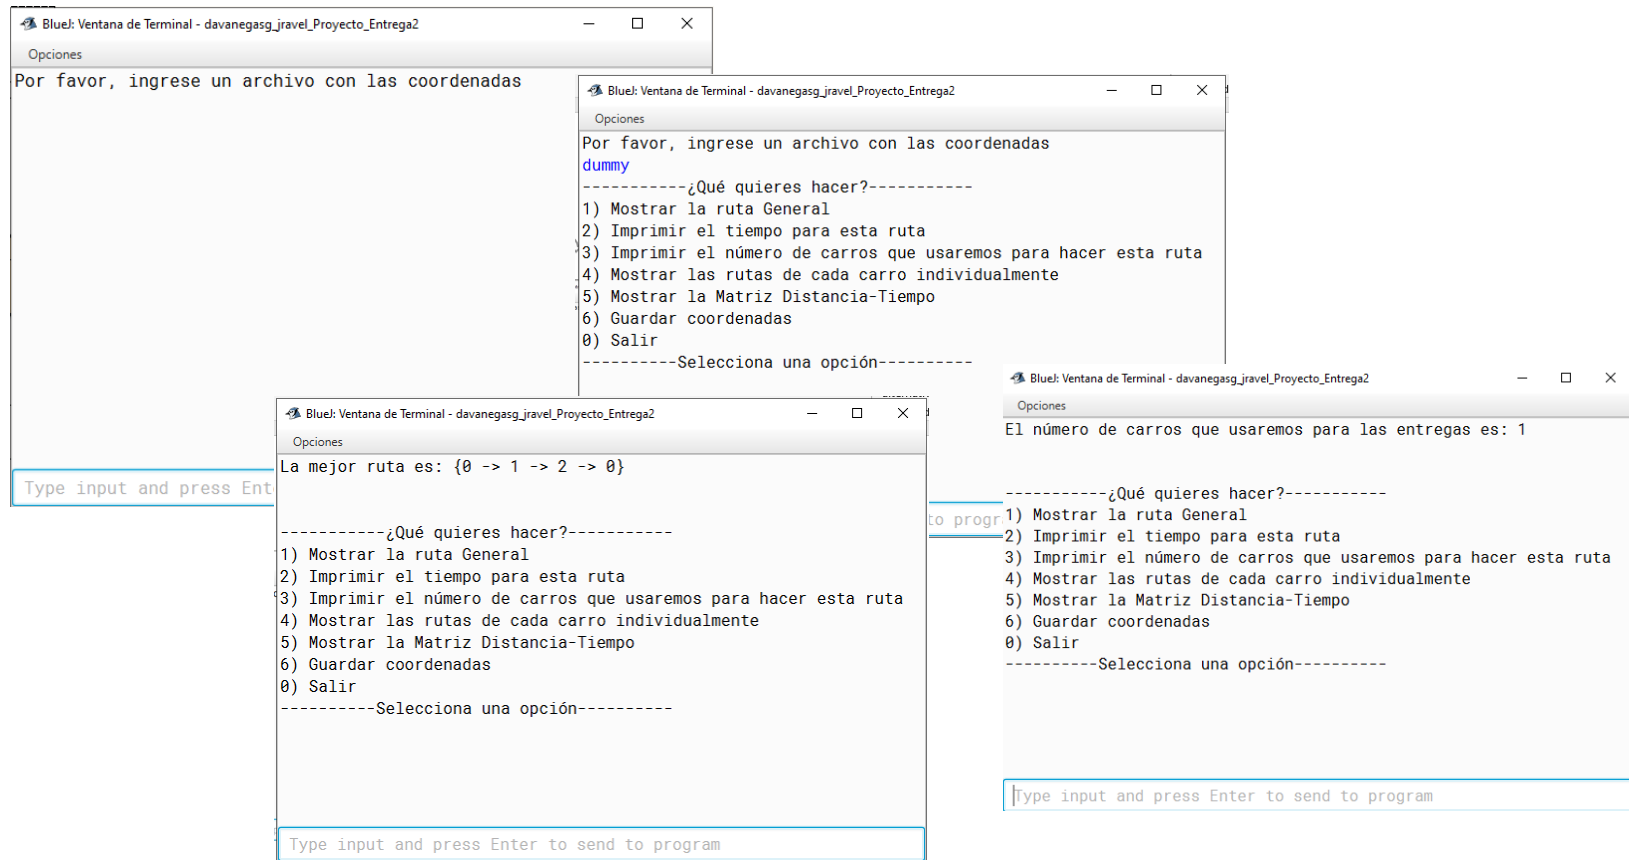 BlueJ: Ventana de Terminal - davanegasg_jravel_Proyecto_Entrega2
Opciones
Por favor, ingrese un archivo con las coordenadas
Type input and press Ent
BlueJ: Ventana de Terminal - davanegasg_jravel_Proyecto_Entrega2
Opciones
Por favor, ingrese un archivo con las coordenadas
dummy
-----------¿Qué quieres hacer?-----------
1) Mostrar la ruta General
2) Imprimir el tiempo para esta ruta
3) Imprimir el número de carros que usaremos para hacer esta ruta
4) Mostrar las rutas de cada carro individualmente
5) Mostrar la Matriz Distancia-Tiempo
6) Guardar coordenadas
0) Salir
----------Selecciona una opción----------
to progr
BlueJ: Ventana de Terminal - davanegasg_jravel_Proyecto_Entrega2
Opciones
La mejor ruta es: {0 -> 1 -> 2 -> 0}
-----------¿Qué quieres hacer?-----------
1) Mostrar la ruta General
2) Imprimir el tiempo para esta ruta
3) Imprimir el número de carros que usaremos para hacer esta ruta
4) Mostrar las rutas de cada carro individualmente
5) Mostrar la Matriz Distancia-Tiempo
6) Guardar coordenadas
0) Salir
----------Selecciona una opción----------
Type input and press Enter to send to program
BlueJ: Ventana de Terminal - davanegasg_jravel_Proyecto_Entrega2
Opciones
El número de carros que usaremos para las entregas es: 1
-----------¿Qué quieres hacer?-----------
1) Mostrar la ruta General
2) Imprimir el tiempo para esta ruta
3) Imprimir el número de carros que usaremos para hacer esta ruta
4) Mostrar las rutas de cada carro individualmente
5) Mostrar la Matriz Distancia-Tiempo
6) Guardar coordenadas
0) Salir
----------Selecciona una opción----------
Type input and press Enter to send to program